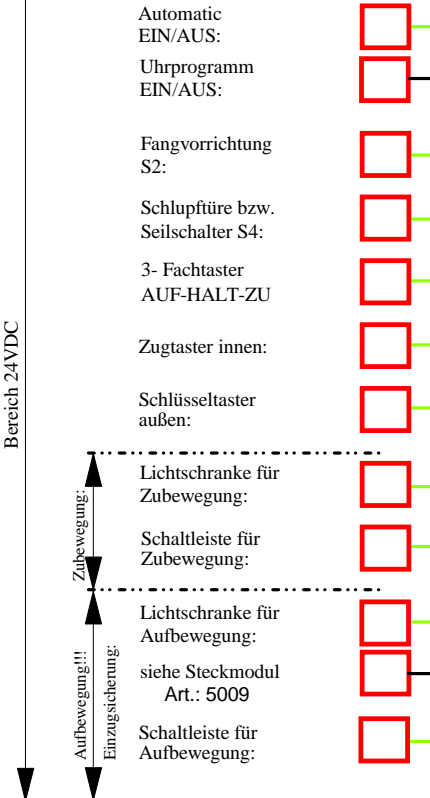 Automatic
EIN/AUS:
Uhrprogramm
EIN/AUS:
Fangvorrichtung
S2:
Schlupftüre bzw.
Seilschalter S4:
3- Fachtaster
AUF-HALT-ZU
Zugtaster innen:
Schlüsseltaster
außen:
Bereich 24VDC
Lichtschranke für
Zubewegung:
Schaltleiste für
Zubewegung:
Zubewegung:
Lichtschranke für
Aufbewegung:
siehe Steckmodul
Art.: 5009
Schaltleiste für
Aufbewegung:
Aufbewegung!!!
Einzugsicherung: